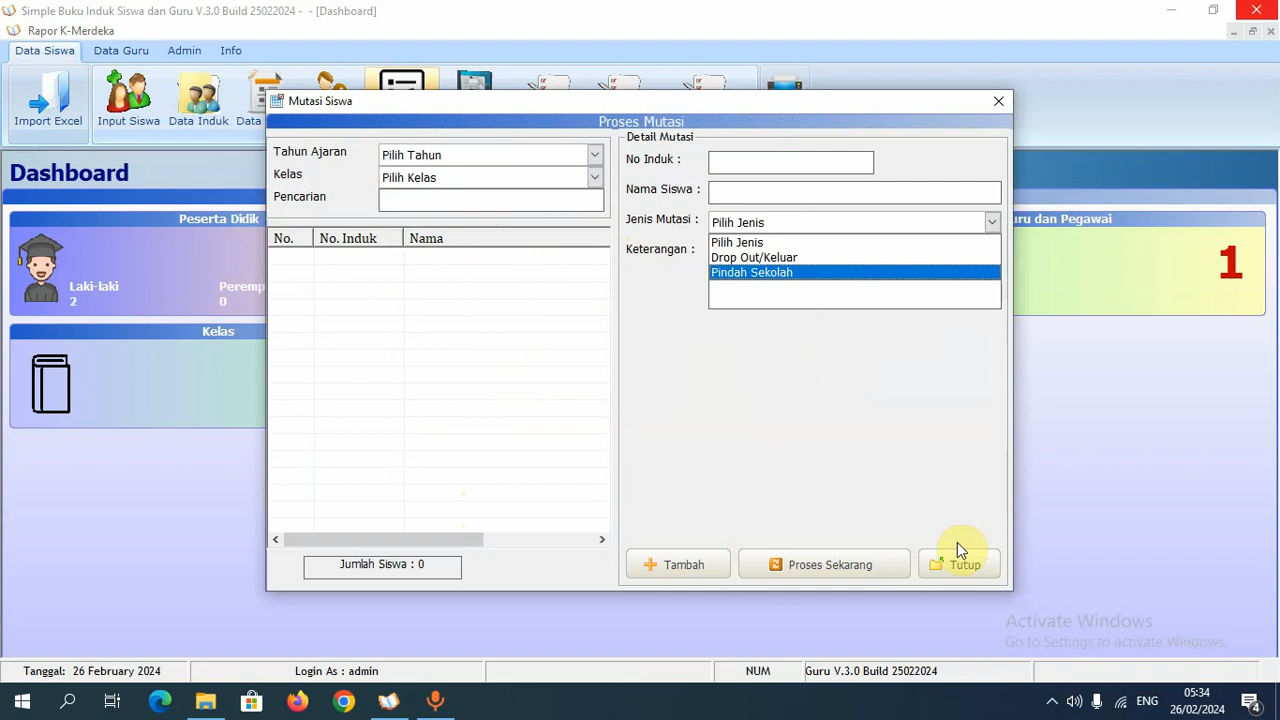 Simple Buku Induk Siswa dan Guru V.3.0 Build 25022024 - - [Dashboard]
Rapor K-Merdeka
Data Siswa Data Guru Admin Info
Import Excel Input Siswa Data Induk Data
Mutasi Siswa
Proses Mutasi
Dashboard
Peserta Didik
Laki-laki
2
0
Kelas
Tahun Ajaran Pilih Tahun
Kelas Pilih Kelas
Pencarian
No. No. Induk Nama
Jumlah Siswa : 0
Detail Mutasi
No Induk :
Nama Siswa :
Jenis Mutasi : Pilih Jenis
Keterangan : Pilih Jenis
Drop Out/Keluar
Pindah Sekolah
Tambah Proses Sekarang Tutup
dan Pegawai
1
Activate Windows
Go to Settings to activate Windows.
Tanggal: 26 February 2024 Login As : admin NUM Guru V.3.0 Build 25022024
ENG 05:34
26/02/2024
4